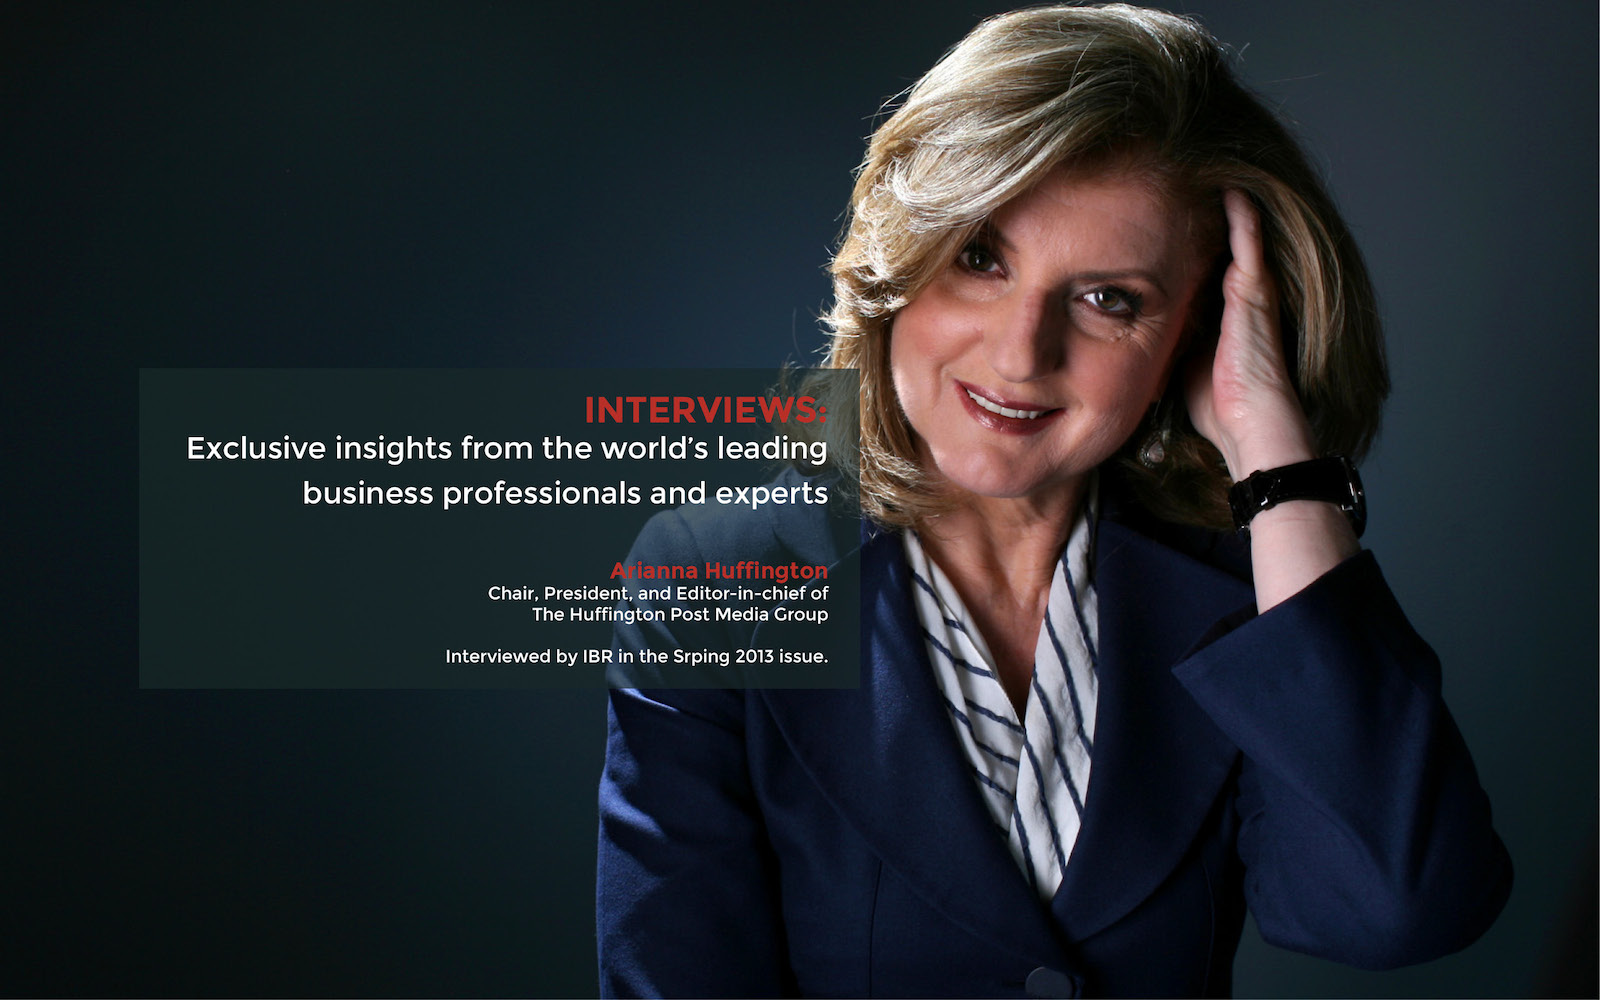 INTERVIEWS:
Exclusive insights from the world's leading
business professionals and experts
Arianna Huffington
Chair, President, and Editor-in-chief of
The Huffington Post Media Group
Interviewed by IBR in the Srping 2013 issue.